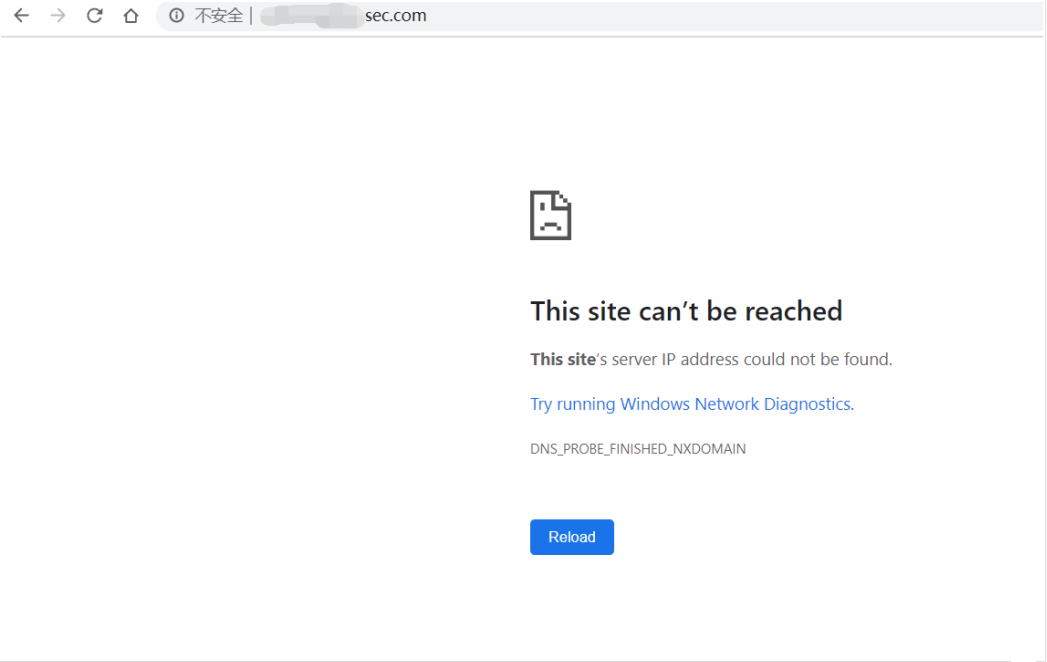 不安全 | sec.com
This site can’t be reached
This site’s server IP address could not be found.
Try running Windows Network Diagnostics.
DNS_PROBE_FINISHED_NXDOMAIN
Reload